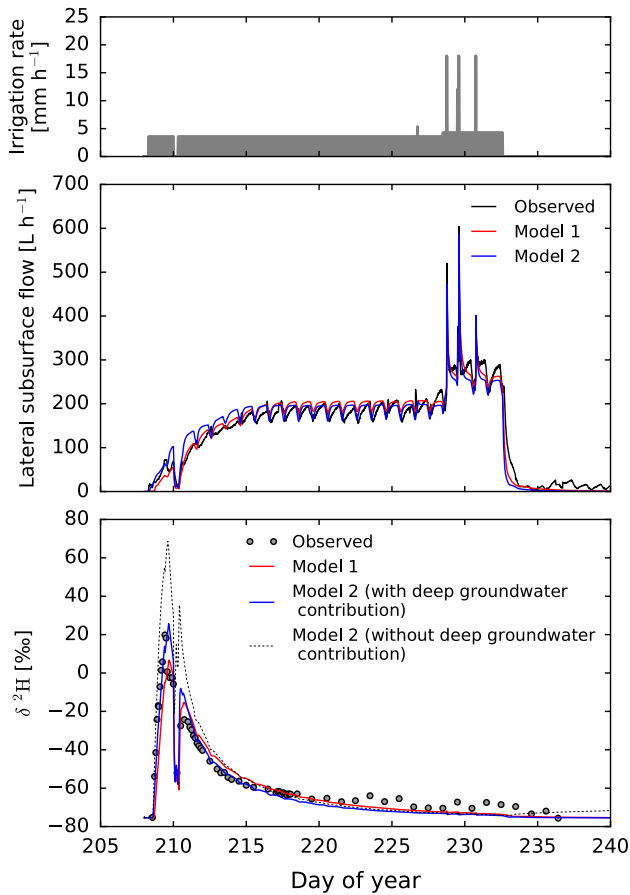 Irrigation rate
[mm h⁻¹]
25
20
15
10
5
0
Lateral subsurface flow [L h⁻¹]
700
600
500
400
300
200
100
0
Observed
Model 1
Model 2
δ ²H [‰]
80
60
40
20
0
−20
−40
−60
−80
Observed
Model 1
Model 2 (with deep groundwater
contribution)
Model 2 (without deep groundwater
contribution)
205 210 215 220 225 230 235 240
Day of year